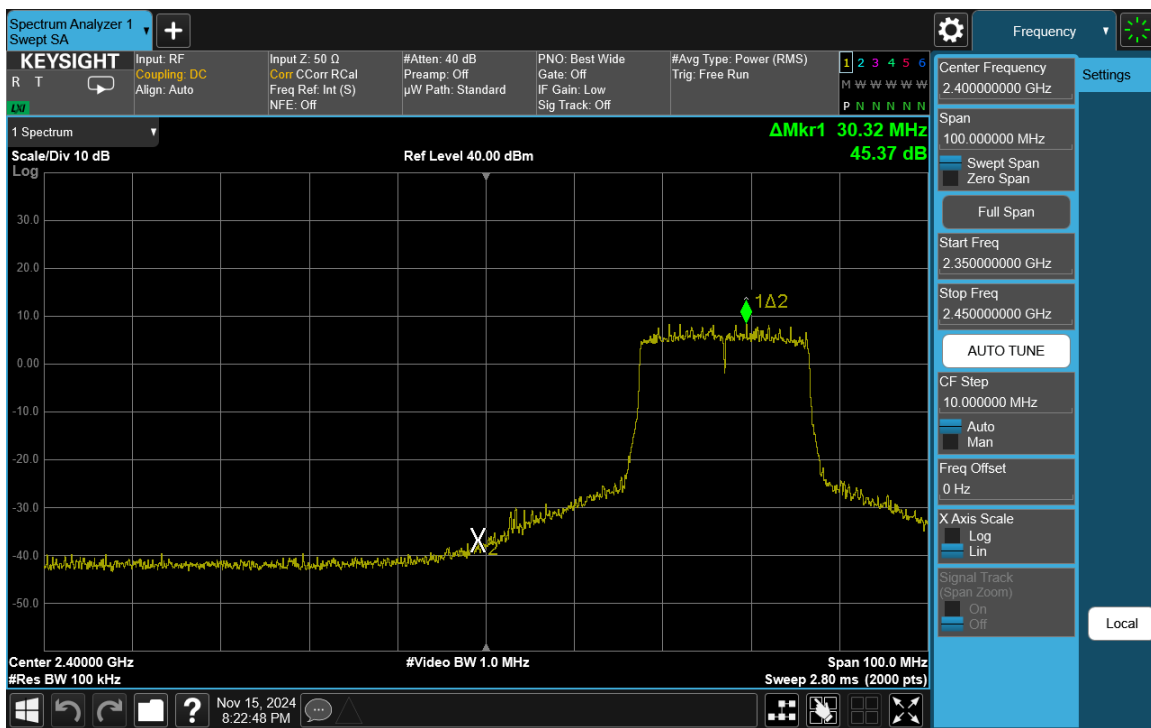 Spectrum Analyzer 1
Swept SA
Frequency
KEYSIGHT
R T
LXI
Input: RF
Coupling: DC
Align: Auto
Input Z: 50 Ω
Corr CCorr RCal
Freq Ref: Int (S)
NFE: Off
#Atten: 40 dB
Preamp: Off
µW Path: Standard
PNO: Best Wide
Gate: Off
IF Gain: Low
Sig Track: Off
#Avg Type: Power (RMS)
Trig: Free Run
1 2 3 4 5 6
M W W W W W
P N N N N N
1 Spectrum
Scale/Div 10 dB
Log
Ref Level 40.00 dBm
ΔMkr1 30.32 MHz
45.37 dB
30.0
20.0
10.0
0.00
-10.0
-20.0
-30.0
-40.0
-50.0
1Δ2
X2
Center 2.40000 GHz
#Res BW 100 kHz
#Video BW 1.0 MHz
Span 100.0 MHz
Sweep 2.80 ms (2000 pts)
Center Frequency
2.400000000 GHz
Span
100.000000 MHz
Swept Span
Zero Span
Full Span
Start Freq
2.350000000 GHz
Stop Freq
2.450000000 GHz
AUTO TUNE
CF Step
10.000000 MHz
Auto
Man
Freq Offset
0 Hz
X Axis Scale
Log
Lin
Signal Track
(Span Zoom)
On
Off
Settings
Local
?
Nov 15, 2024
8:22:48 PM